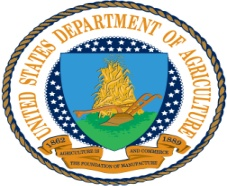 UNITED STATES DEPARTMENT OF AGRICULTURE
1862 1889
AGRICULTURE IS AND COMMERCE
THE FOUNDATION OF MANUFACTURE